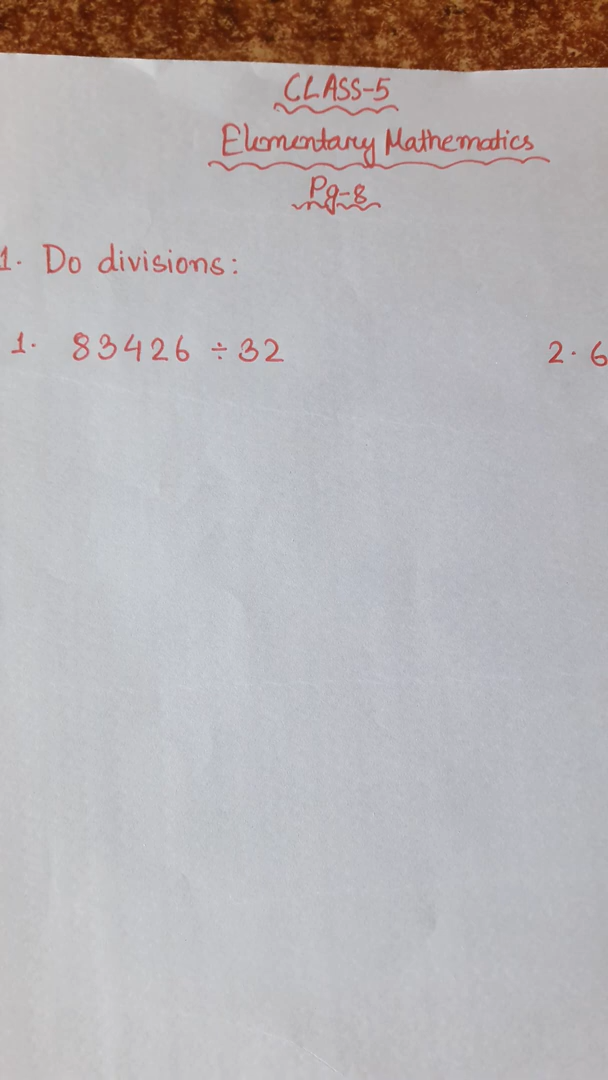 CLASS-5
Elementary Mathematics
Pg-8
1. Do divisions:
1. 83426 ÷ 32 2. 6